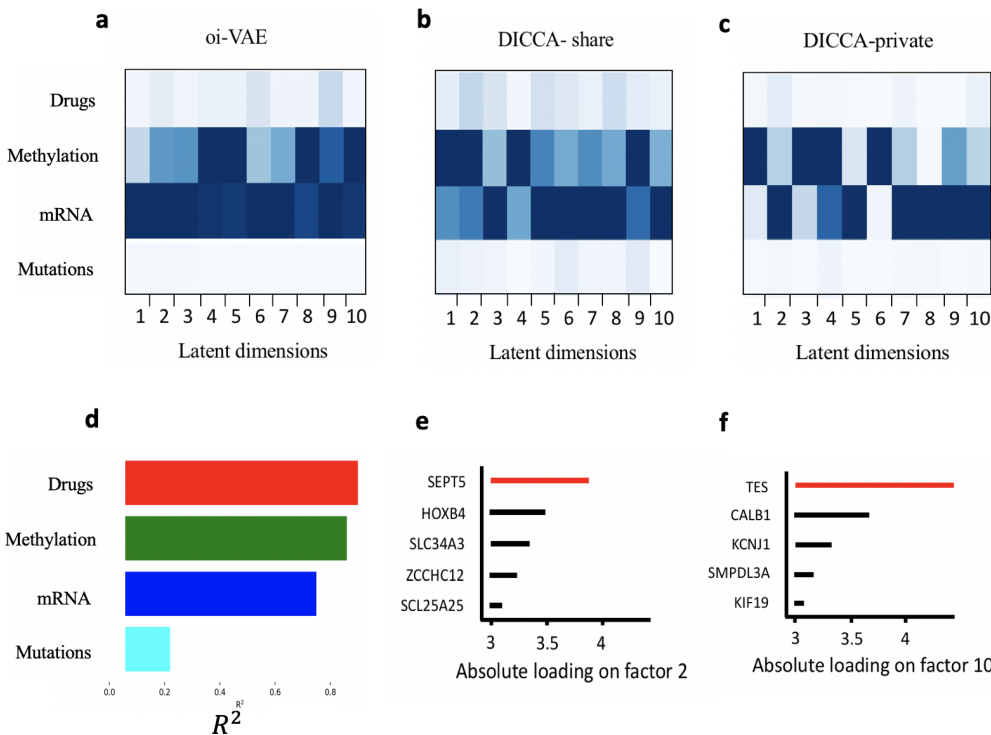 a
oi-VAE
Drugs
Methylation
mRNA
Mutations
1 2 3 4 5 6 7 8 9 10
Latent dimensions
b
DICCA- share
1 2 3 4 5 6 7 8 9 10
Latent dimensions
c
DICCA-private
1 2 3 4 5 6 7 8 9 10
Latent dimensions
d
Drugs
Methylation
mRNA
Mutations
0.0 0.2 0.4 0.6 0.8
R²
R²
e
SEPT5
HOXB4
SLC34A3
ZCCHC12
SCL25A25
3 3.5 4
Absolute loading on factor 2
f
TES
CALB1
KCNJ1
SMPDL3A
KIF19
3 3.5 4
Absolute loading on factor 10